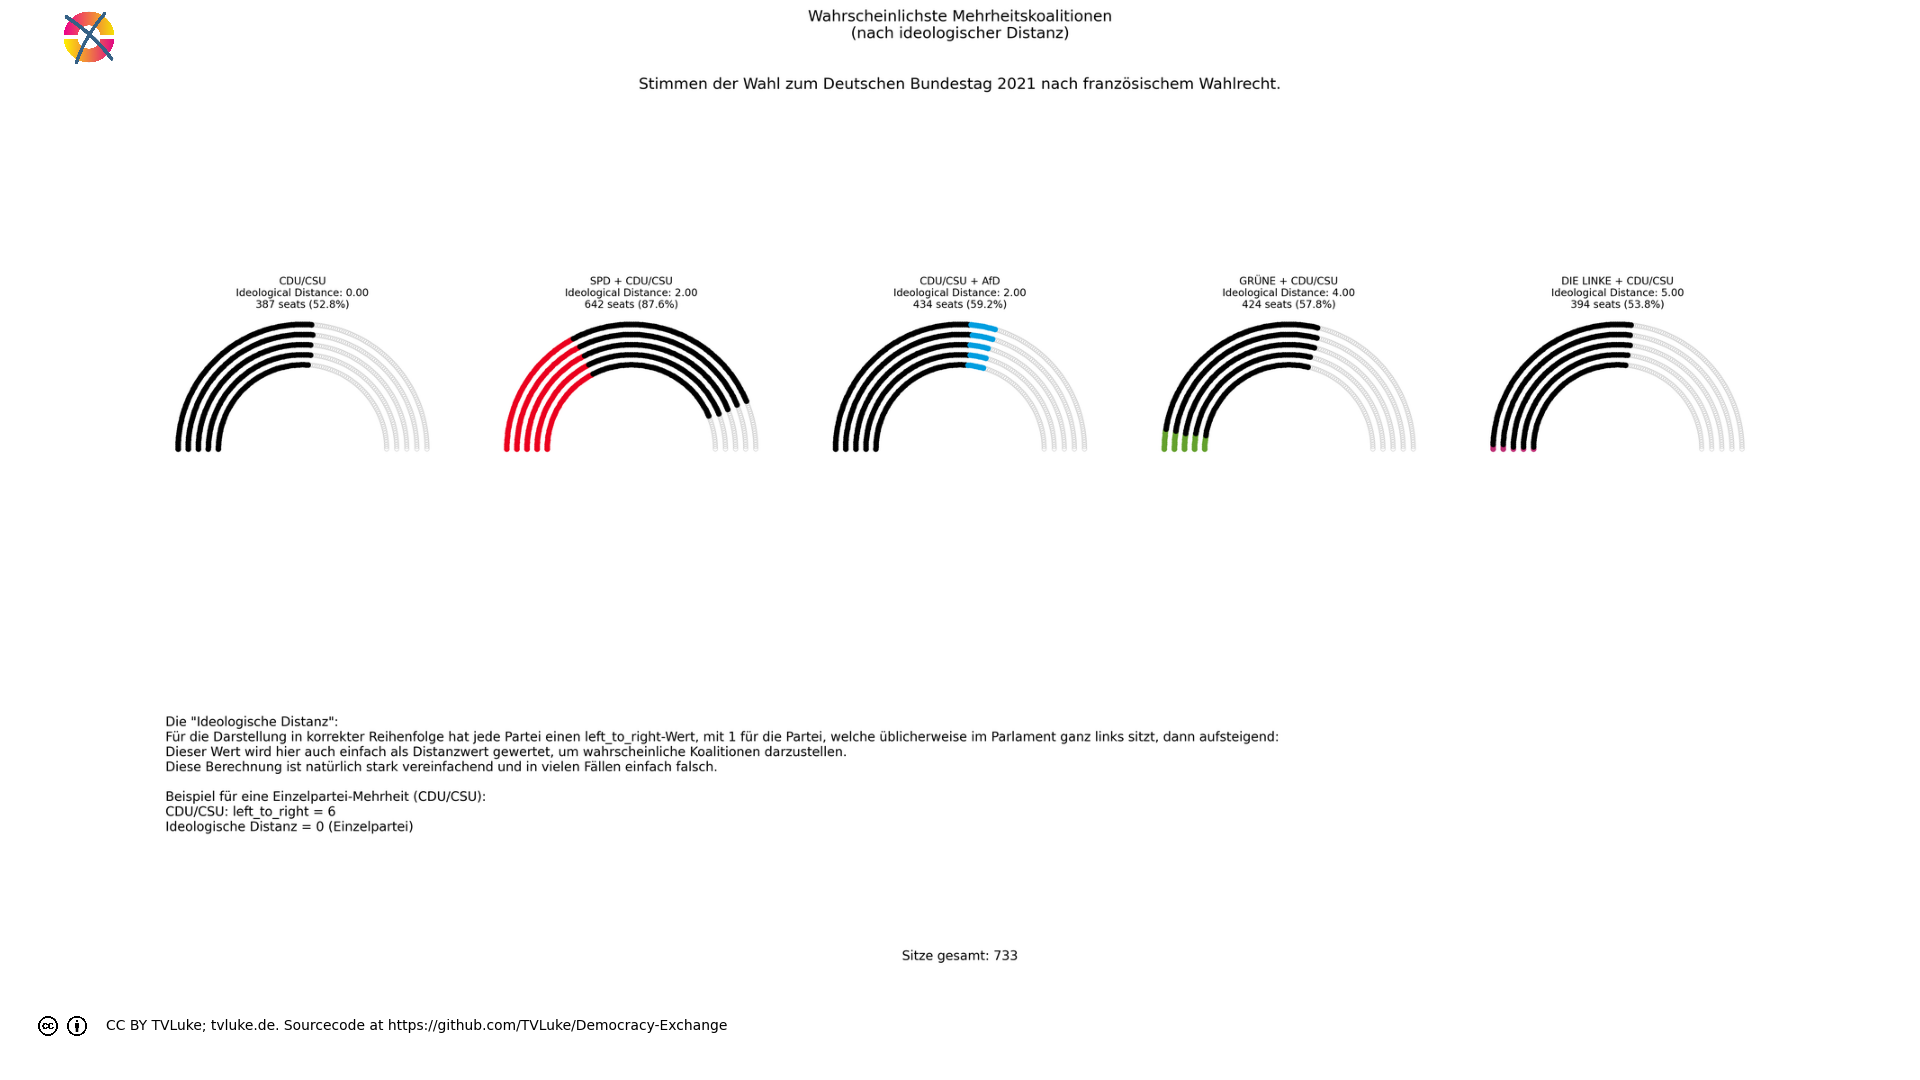 Wahrscheinlichste Mehrheitskoalitionen
(nach ideologischer Distanz)
Stimmen der Wahl zum Deutschen Bundestag 2021 nach französischem Wahlrecht.
CDU/CSU
Ideological Distance: 0.00
387 seats (52.8%)
SPD + CDU/CSU
Ideological Distance: 2.00
642 seats (87.6%)
CDU/CSU + AfD
Ideological Distance: 2.00
434 seats (59.2%)
GRÜNE + CDU/CSU
Ideological Distance: 4.00
424 seats (57.8%)
DIE LINKE + CDU/CSU
Ideological Distance: 5.00
394 seats (53.8%)
Die "Ideologische Distanz":
Für die Darstellung in korrekter Reihenfolge hat jede Partei einen left_to_right-Wert, mit 1 für die Partei, welche üblicherweise im Parlament ganz links sitzt, dann aufsteigend:
Dieser Wert wird hier auch einfach als Distanzwert gewertet, um wahrscheinliche Koalitionen darzustellen.
Diese Berechnung ist natürlich stark vereinfachend und in vielen Fällen einfach falsch.
Beispiel für eine Einzelpartei-Mehrheit (CDU/CSU):
CDU/CSU: left_to_right = 6
Ideologische Distanz = 0 (Einzelpartei)
Sitze gesamt: 733
cc CC BY TVLuke; tvluke.de. Sourcecode at https://github.com/TVLuke/Democracy-Exchange